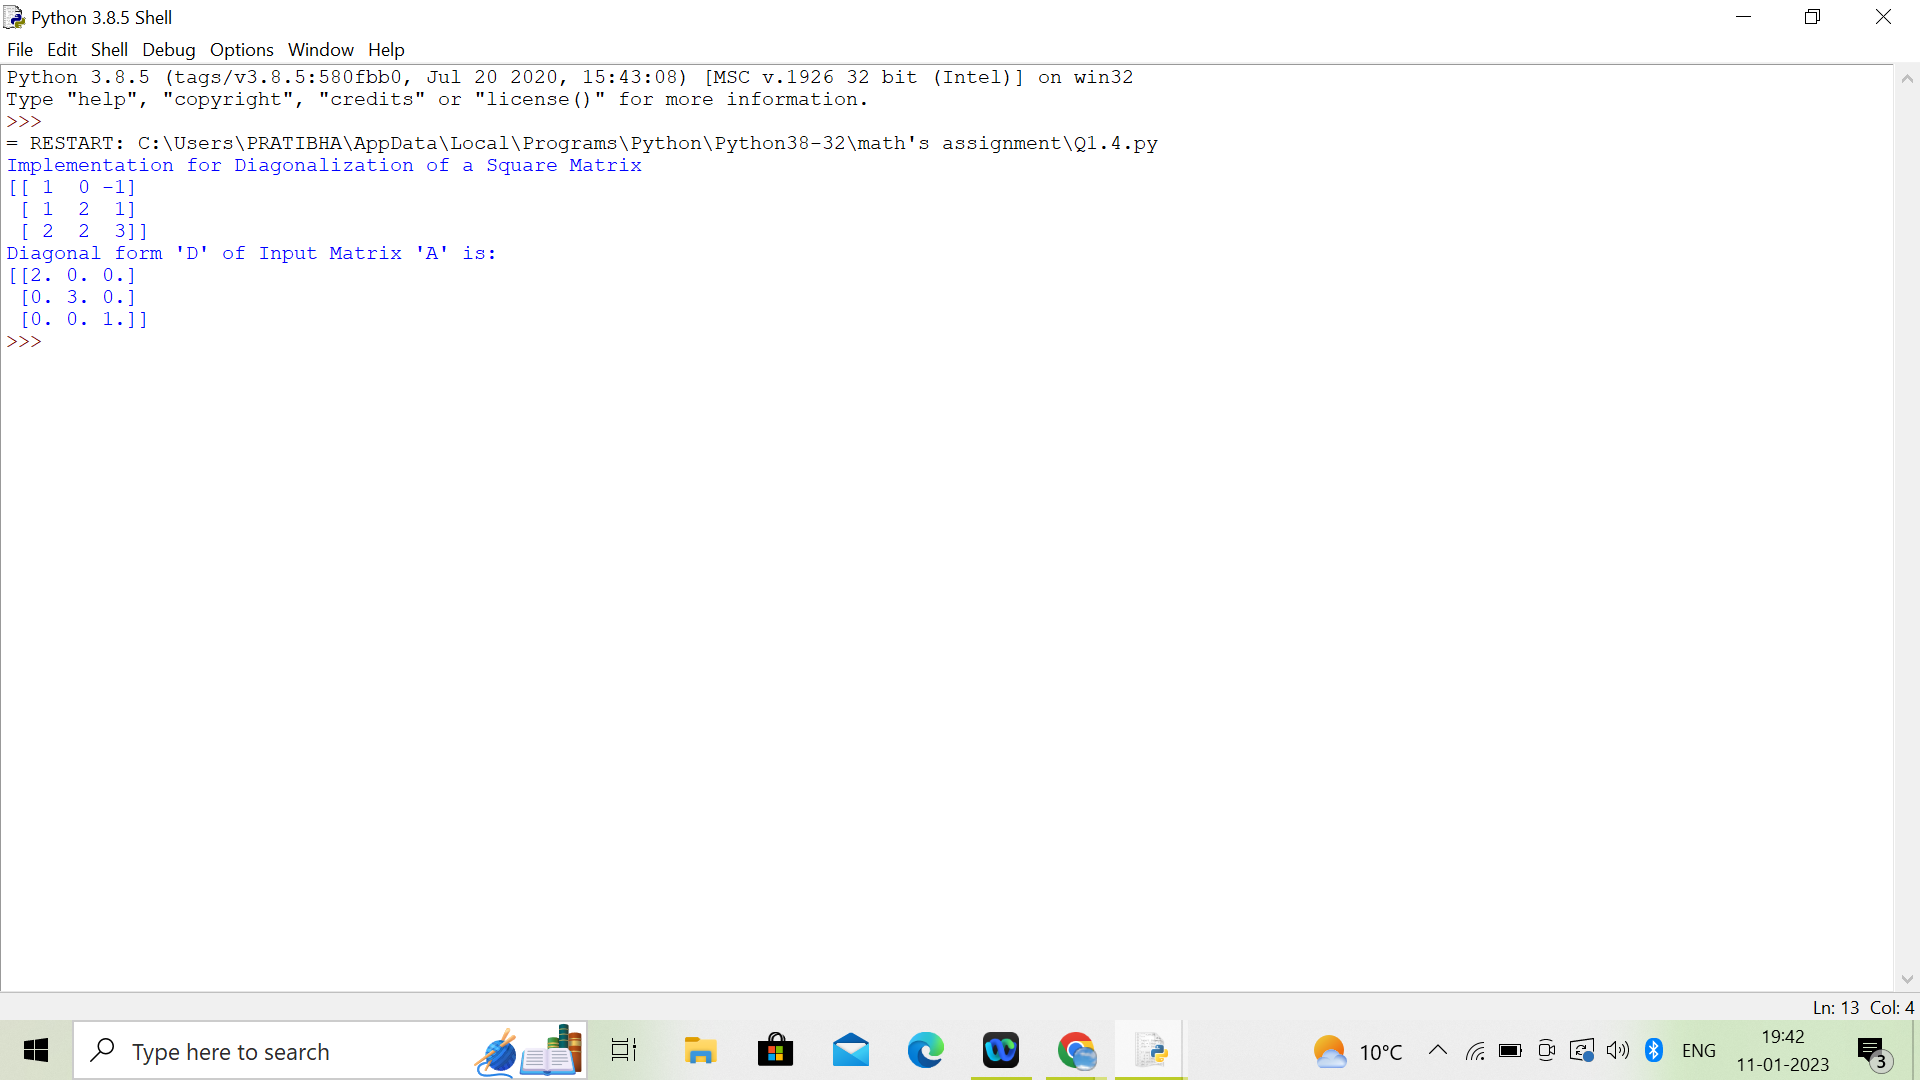 Python 3.8.5 Shell
File Edit Shell Debug Options Window Help
Python 3.8.5 (tags/v3.8.5:580fbb0, Jul 20 2020, 15:43:08) [MSC v.1926 32 bit (Intel)] on win32
Type "help", "copyright", "credits" or "license()" for more information.
>>>
= RESTART: C:\Users\PRATIBHA\AppData\Local\Programs\Python\Python38-32\math's assignment\Q1.4.py
Implementation for Diagonalization of a Square Matrix
[[ 1  0 -1]
 [ 1  2  1]
 [ 2  2  3]]
Diagonal form 'D' of Input Matrix 'A' is:
[[2. 0. 0.]
 [0. 3. 0.]
 [0. 0. 1.]]
>>>
Ln: 13 Col: 4
Type here to search
10°C
ENG
19:42
11-01-2023
3